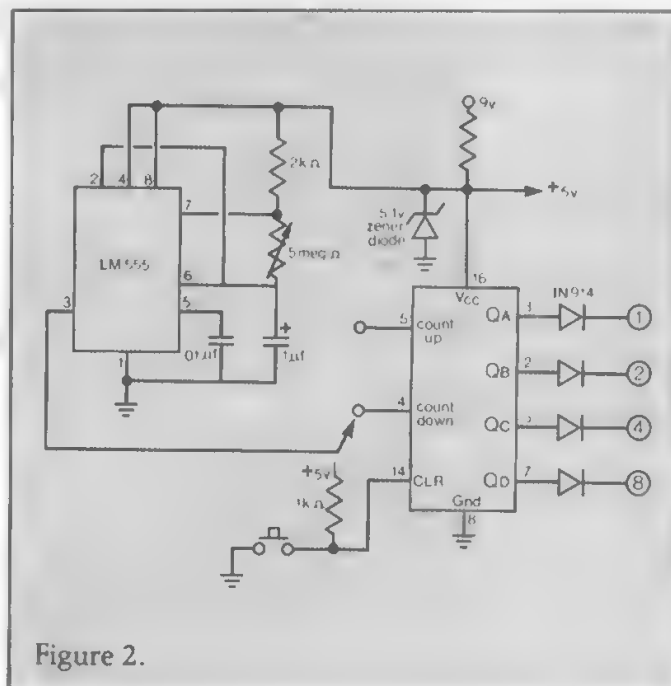 9v
2kΩ
2
4
8
7
+5v
5.1v
zener
diode
5meg Ω
LM555
6
16
Vcc
IN914
3
5
5
count
up
QA
1
01µf
+
1µf
2
QB
2
1
4
count
down
QC
4
+5v
14
CLR
QD
7
8
1kΩ
Gnd
8
Figure 2.